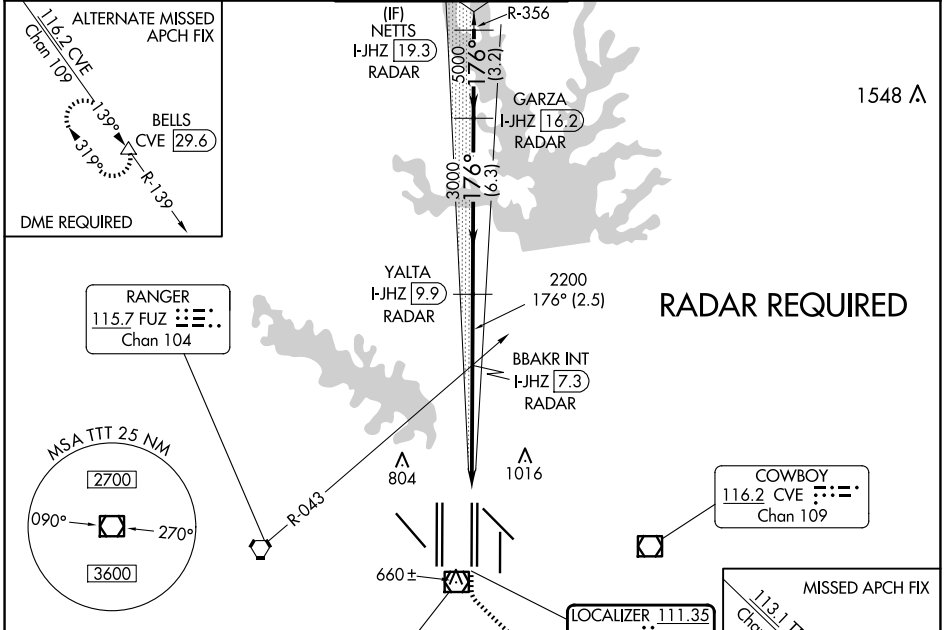 ALTERNATE MISSED
APCH FIX
116.2 CVE
Chan 109
139°
319°
BELLS
CVE 29.6
R-139
DME REQUIRED
(IF)
NETTS
I-JHZ 19.3
RADAR
R-356
5000
176°
(3.2)
GARZA
I-JHZ 16.2
RADAR
1548
3000
176°
(6.3)
YALTA
I-JHZ 9.9
RADAR
2200
176° (2.5)
RADAR REQUIRED
RANGER
115.7 FUZ
Chan 104
BBAKR INT
I-JHZ 7.3
RADAR
MSA TTT 25 NM
2700
090°
270°
3600
R-043
804
1016
COWBOY
116.2 CVE
Chan 109
660±
LOCALIZER 111.35
MISSED APCH FIX